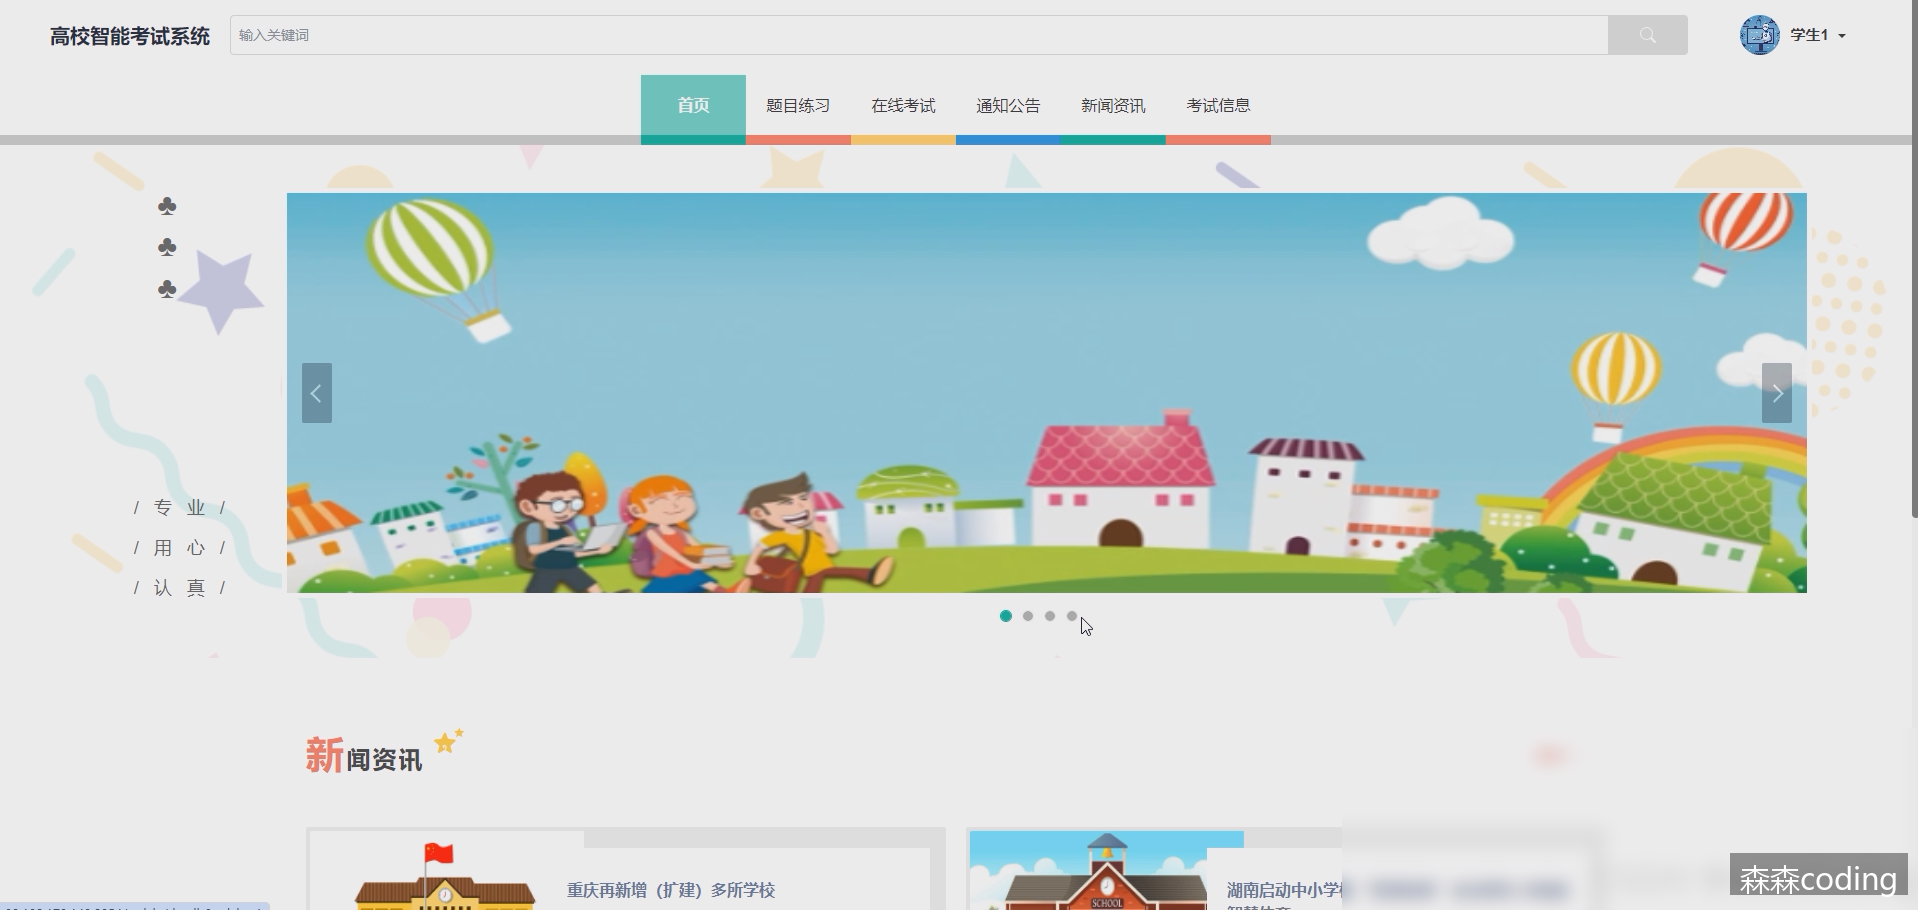 高校智能考试系统
输入关键词
学生1
首页
题目练习
在线考试
通知公告
新闻资讯
考试信息
/ 专 业 /
/ 用 心 /
/ 认 真 /
新闻资讯
重庆再新增（扩建）多所学校
湖南启动中小学
SCHOOL
森森coding